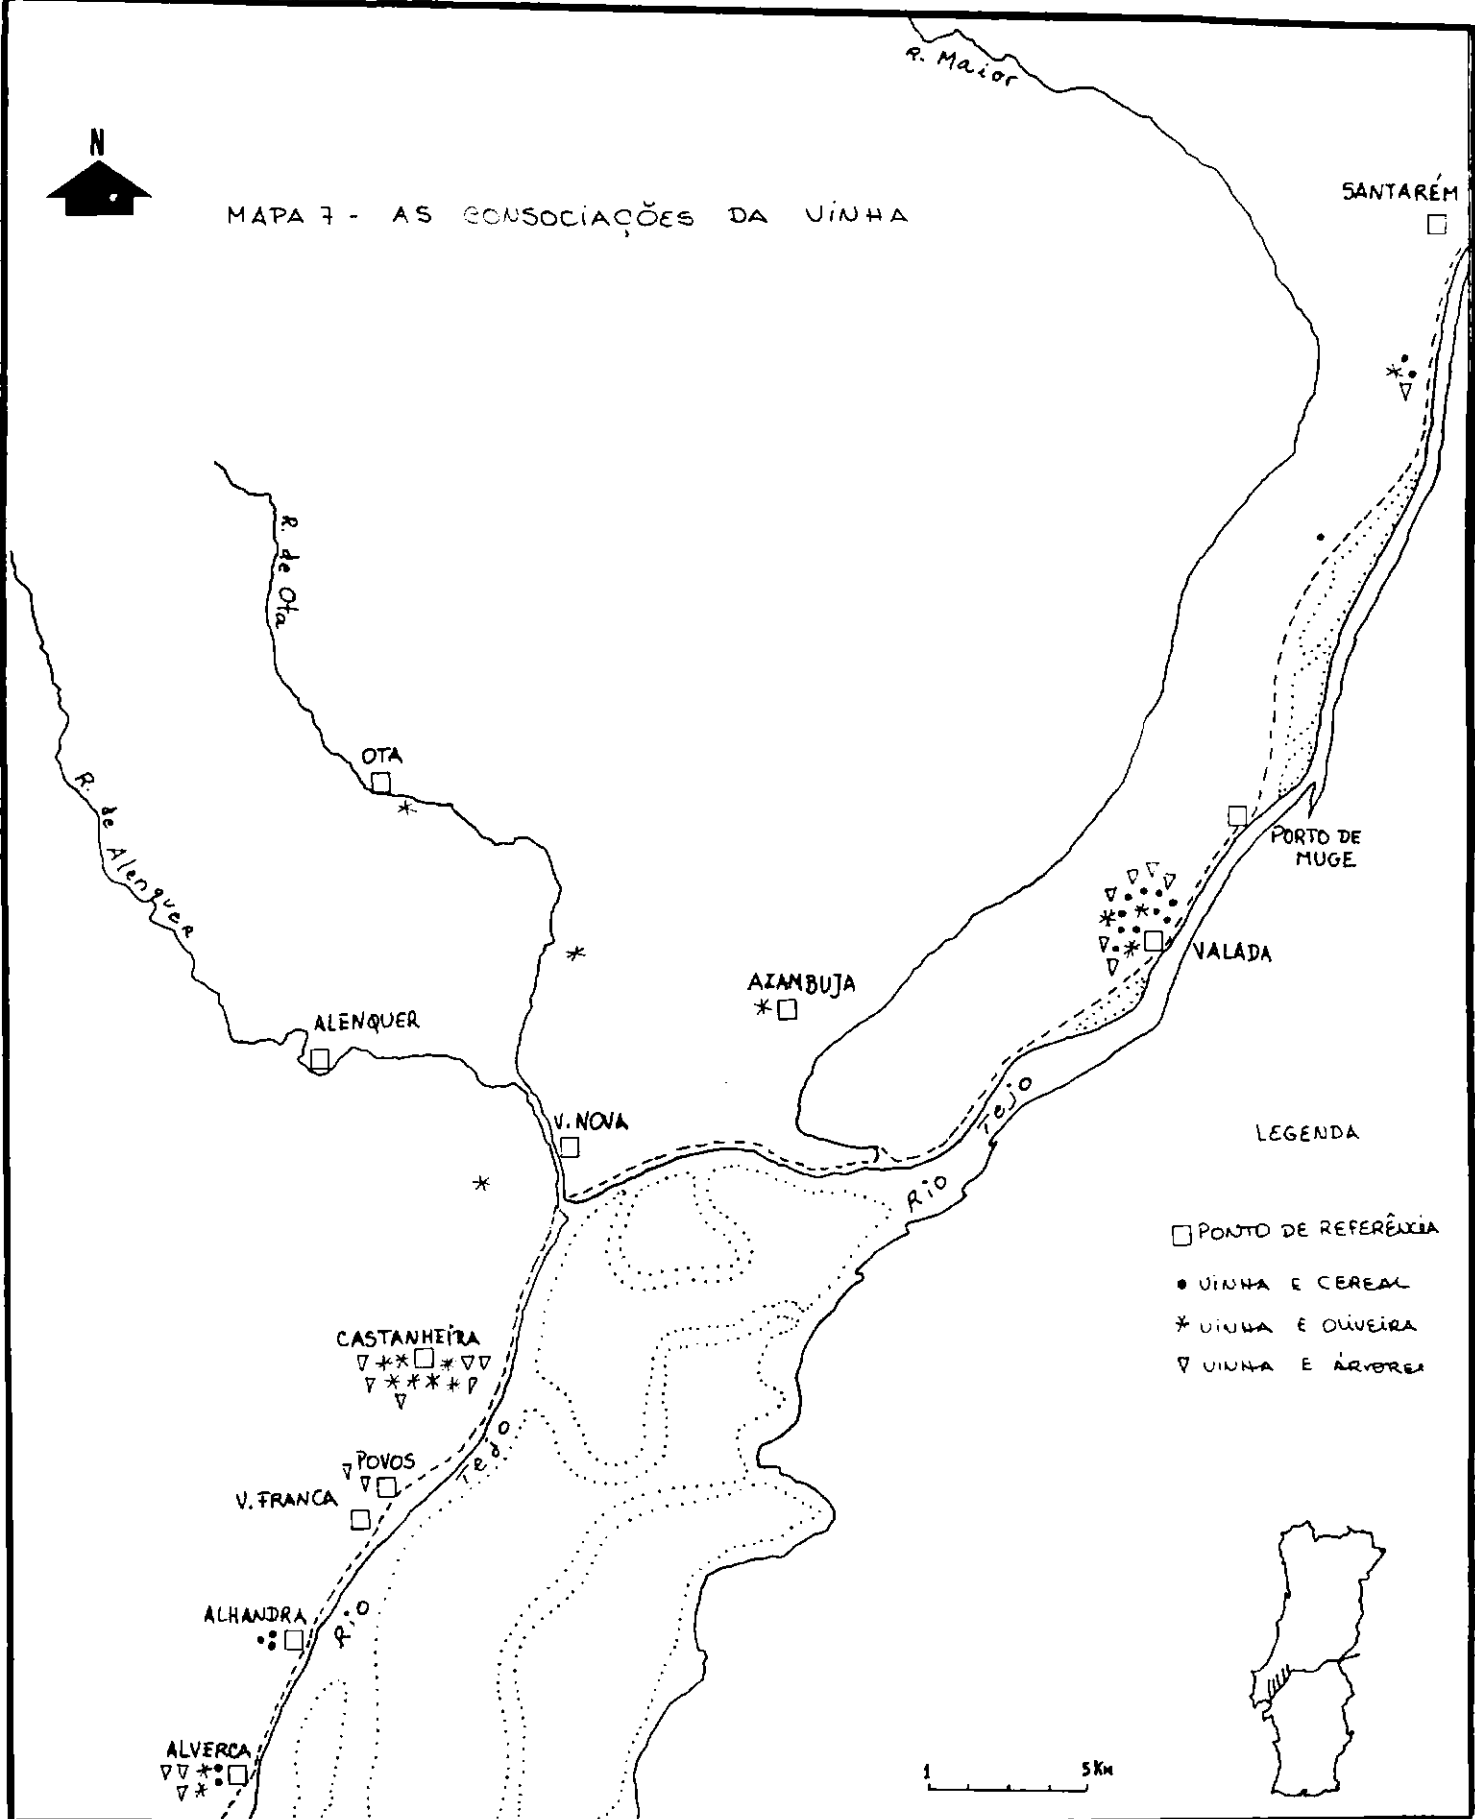 R. Maior
N
SANTARÉM
MAPA 7 - AS CONSOCIAÇÕES DA VINHA
R. de Ota
OTA
R. de Alenquer
PORTO DE
MUGE
VALADA
AZAMBUJA
ALENQUER
V. NOVA
Rio Tejo
LEGENDA
PONTO DE REFERÊNCIA
VINHA E CEREAL
VINHA E OLIVEIRA
VINHA E ÁRVORES
CASTANHEIRA
POVOS
V. FRANCA
Rio Tejo
ALHANDRA
ALVERCA
1 5 Km